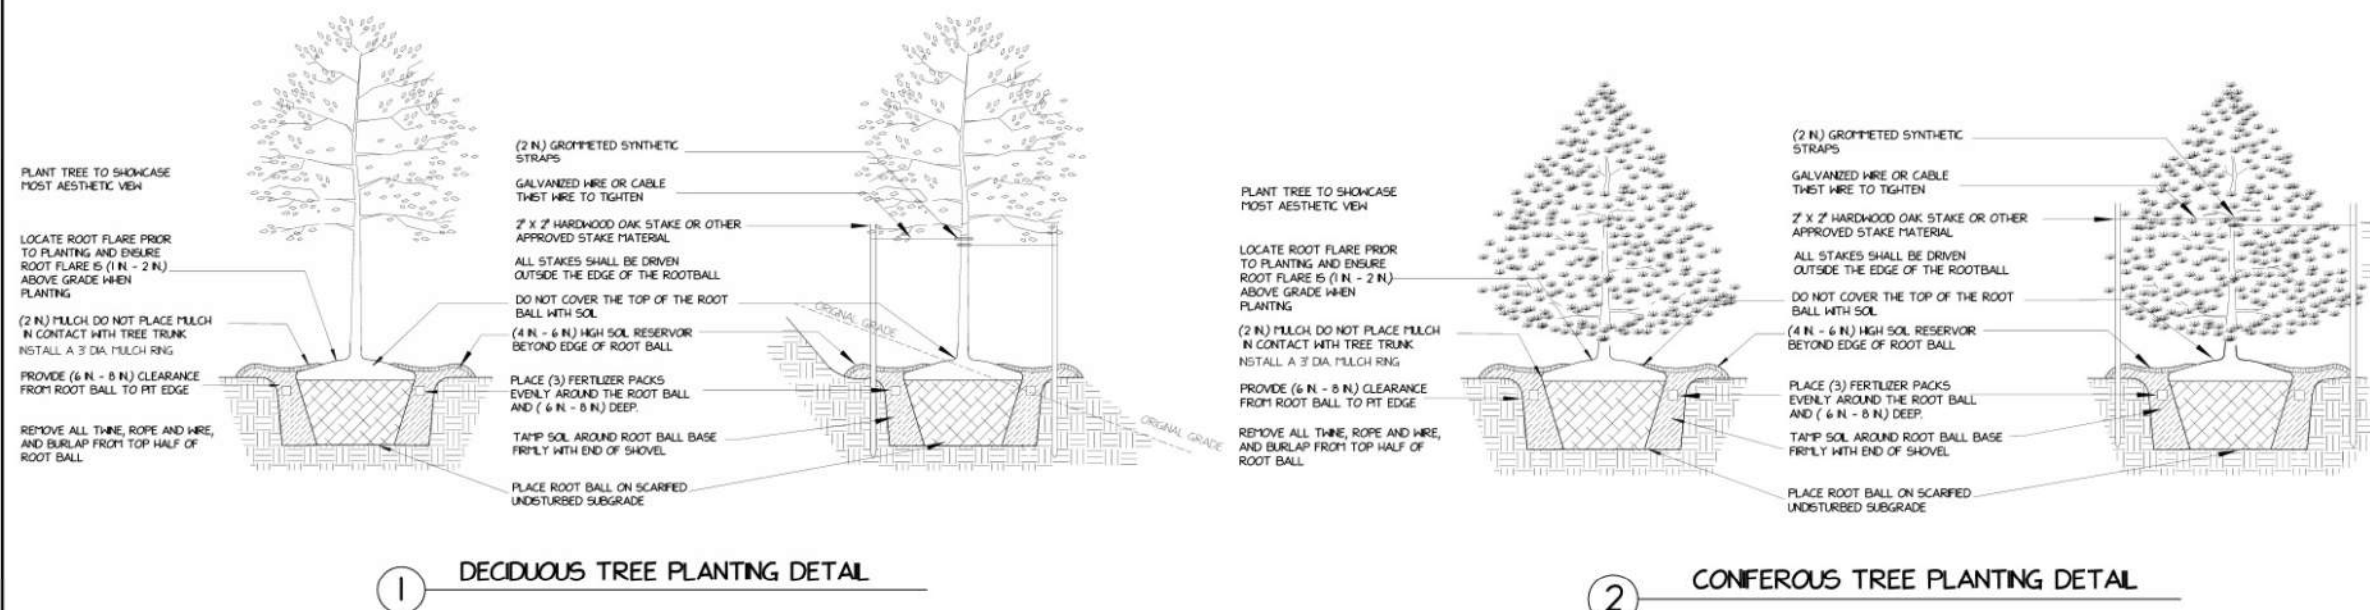 PLANT TREE TO SHOWCASE
MOST AESTHETIC VIEW
LOCATE ROOT FLARE PRIOR
TO PLANTING AND ENSURE
ROOT FLARE IS (1 IN. - 2 IN.)
ABOVE GRADE WHEN
PLANTING
(2 IN.) MULCH. DO NOT PLACE MULCH
IN CONTACT WITH TREE TRUNK
INSTALL A 3' DIA. MULCH RING
PROVIDE (6 IN. - 8 IN.) CLEARANCE
FROM ROOT BALL TO PIT EDGE
REMOVE ALL TWINE, ROPE AND WIRE,
AND BURLAP FROM TOP HALF OF
ROOT BALL
(2 IN.) GROMMETED SYNTHETIC
STRAPS
GALVANIZED WIRE OR CABLE
TWIST WIRE TO TIGHTEN
2" X 2" HARDWOOD OAK STAKE OR OTHER
APPROVED STAKE MATERIAL
ALL STAKES SHALL BE DRIVEN
OUTSIDE THE EDGE OF THE ROOTBALL
DO NOT COVER THE TOP OF THE ROOT
BALL WITH SOIL
(4 IN. - 6 IN.) HIGH SOIL RESERVOIR
BEYOND EDGE OF ROOT BALL
PLACE (3) FERTILIZER PACKS
EVENLY AROUND THE ROOT BALL
AND ( 6 IN. - 8 IN.) DEEP.
TAMP SOIL AROUND ROOT BALL BASE
FIRMLY WITH END OF SHOVEL
PLACE ROOT BALL ON SCARIFIED
UNDISTURBED SUBGRADE
ORIGINAL GRADE
ORIGINAL GRADE
1
DECIDUOUS TREE PLANTING DETAIL
PLANT TREE TO SHOWCASE
MOST AESTHETIC VIEW
LOCATE ROOT FLARE PRIOR
TO PLANTING AND ENSURE
ROOT FLARE IS (1 IN. - 2 IN.)
ABOVE GRADE WHEN
PLANTING
(2 IN.) MULCH. DO NOT PLACE MULCH
IN CONTACT WITH TREE TRUNK
INSTALL A 3' DIA. MULCH RING
PROVIDE (6 IN. - 8 IN.) CLEARANCE
FROM ROOT BALL TO PIT EDGE
REMOVE ALL TWINE, ROPE AND WIRE,
AND BURLAP FROM TOP HALF OF
ROOT BALL
(2 IN.) GROMMETED SYNTHETIC
STRAPS
GALVANIZED WIRE OR CABLE
TWIST WIRE TO TIGHTEN
2" X 2" HARDWOOD OAK STAKE OR OTHER
APPROVED STAKE MATERIAL
ALL STAKES SHALL BE DRIVEN
OUTSIDE THE EDGE OF THE ROOTBALL
DO NOT COVER THE TOP OF THE ROOT
BALL WITH SOIL
(4 IN. - 6 IN.) HIGH SOIL RESERVOIR
BEYOND EDGE OF ROOT BALL
PLACE (3) FERTILIZER PACKS
EVENLY AROUND THE ROOT BALL
AND ( 6 IN. - 8 IN.) DEEP.
TAMP SOIL AROUND ROOT BALL BASE
FIRMLY WITH END OF SHOVEL
PLACE ROOT BALL ON SCARIFIED
UNDISTURBED SUBGRADE
2
CONIFEROUS TREE PLANTING DETAIL